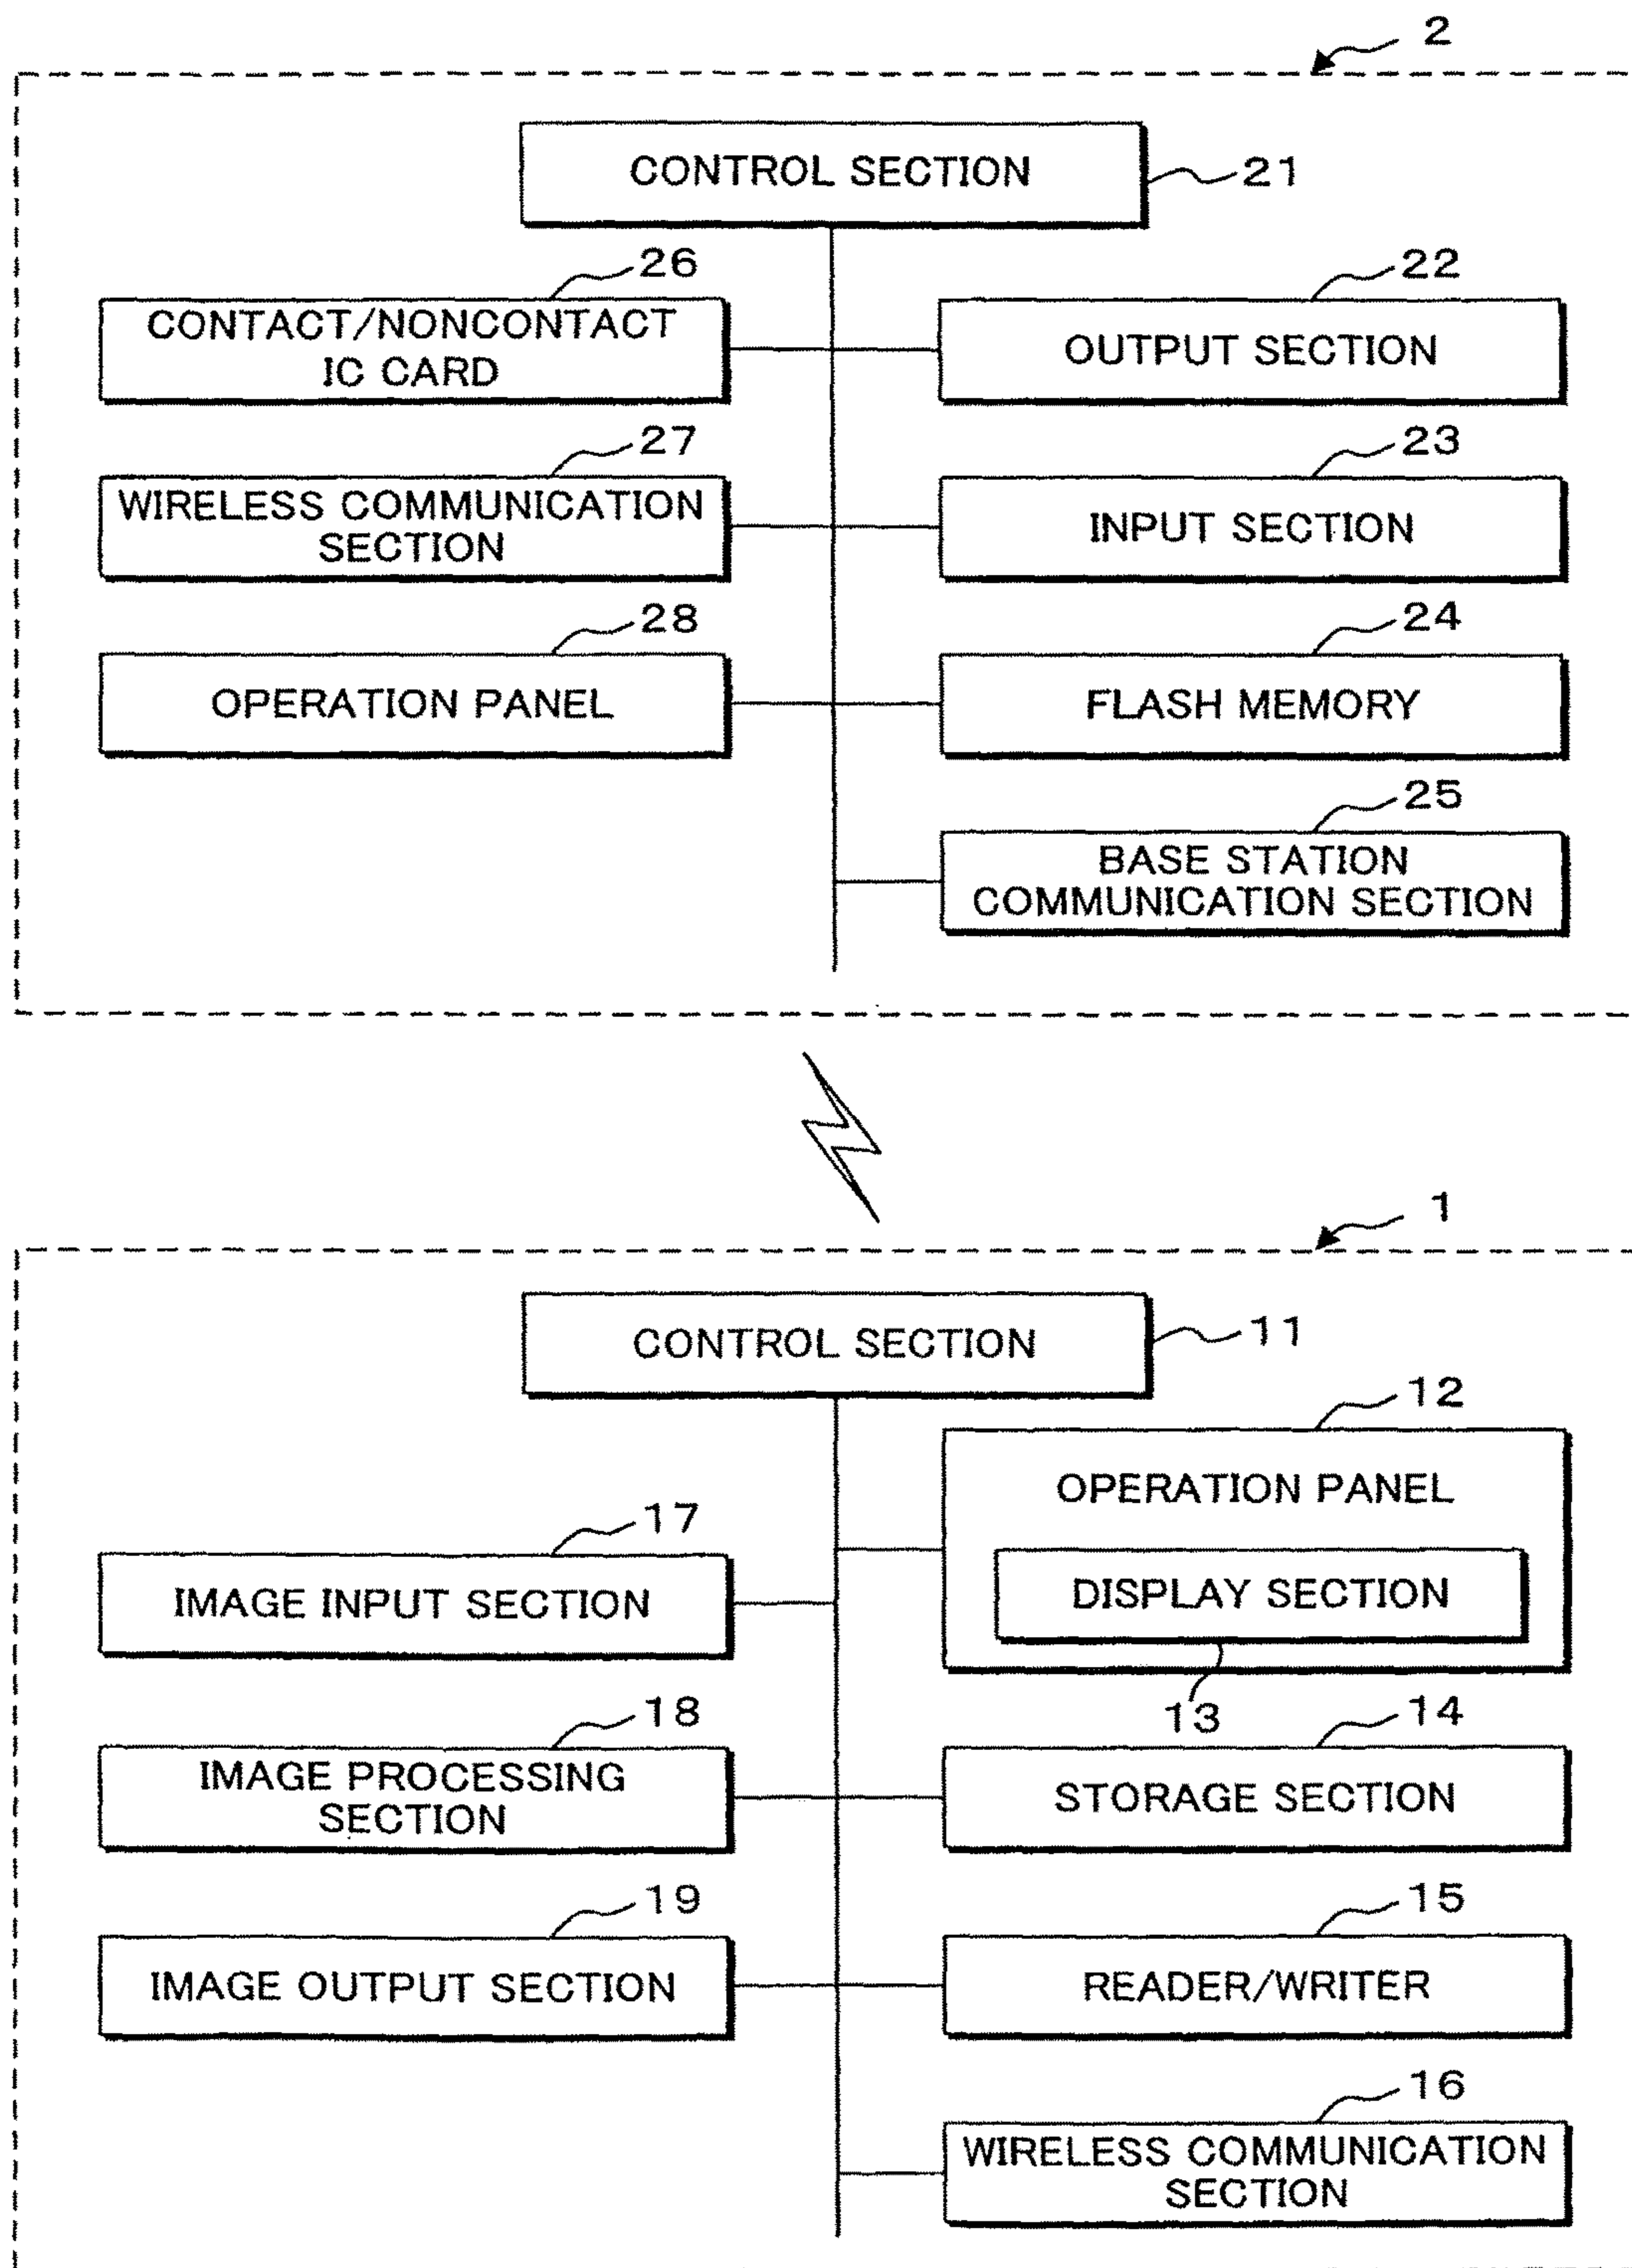 2
CONTROL SECTION
21
26
CONTACT/NONCONTACT
IC CARD
22
OUTPUT SECTION
27
WIRELESS COMMUNICATION
SECTION
23
INPUT SECTION
28
OPERATION PANEL
24
FLASH MEMORY
25
BASE STATION
COMMUNICATION SECTION
1
CONTROL SECTION
11
12
OPERATION PANEL
DISPLAY SECTION
13
17
IMAGE INPUT SECTION
18
IMAGE PROCESSING
SECTION
14
STORAGE SECTION
19
IMAGE OUTPUT SECTION
15
READER/WRITER
16
WIRELESS COMMUNICATION
SECTION